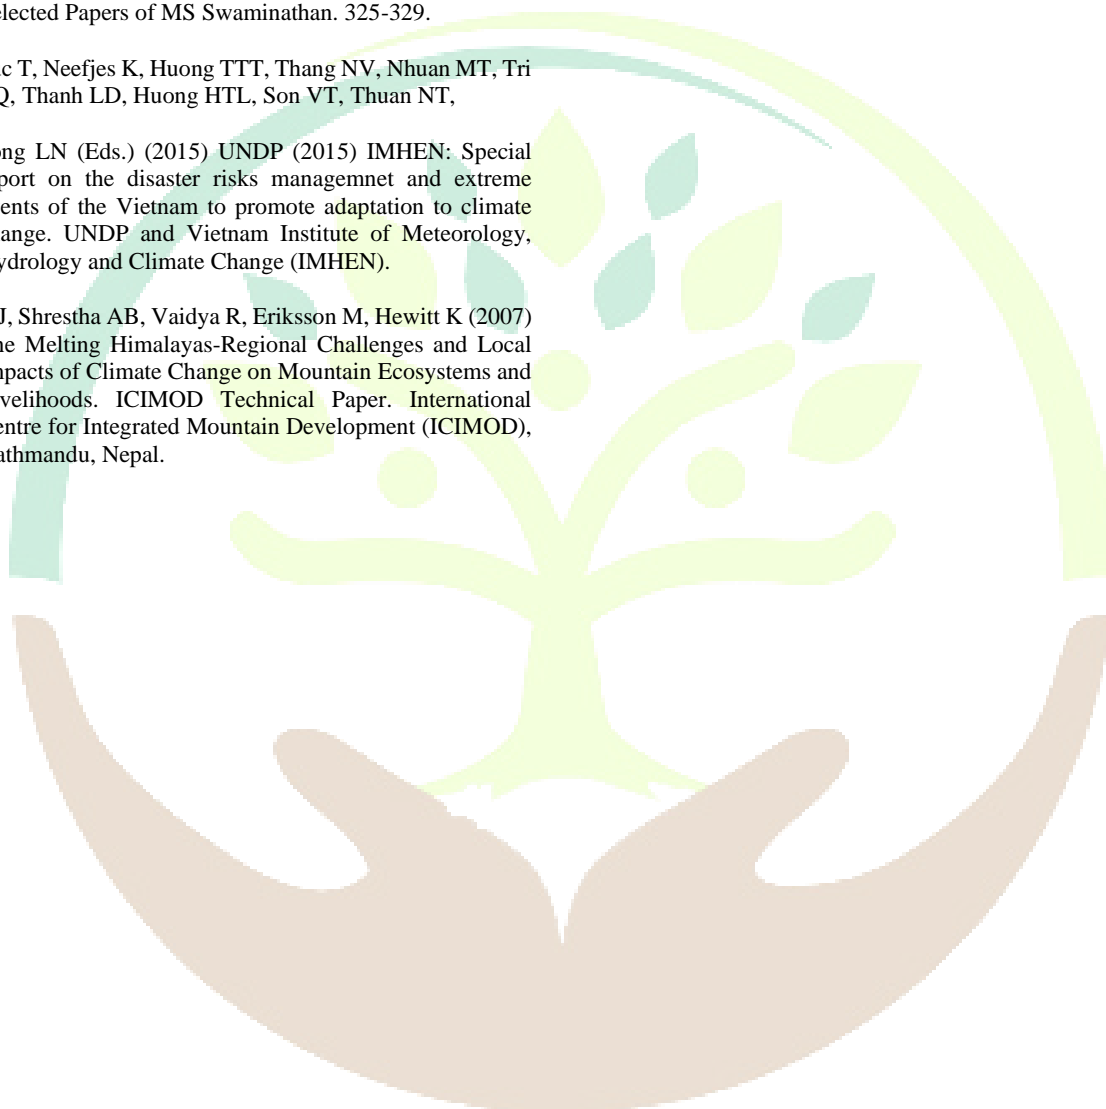 elected Papers of MS Swaminathan. 325-329.
c T, Neefjes K, Huong TTT, Thang NV, Nhuan MT, Tri
Q, Thanh LD, Huong HTL, Son VT, Thuan NT,
ong LN (Eds.) (2015) UNDP (2015) IMHEN: Special
port on the disaster risks managemnet and extreme
ents of the Vietnam to promote adaptation to climate
ange. UNDP and Vietnam Institute of Meteorology,
ydrology and Climate Change (IMHEN).
J, Shrestha AB, Vaidya R, Eriksson M, Hewitt K (2007)
he Melting Himalayas-Regional Challenges and Local
mpacts of Climate Change on Mountain Ecosystems and
velihoods. ICIMOD Technical Paper. International
entre for Integrated Mountain Development (ICIMOD),
athmandu, Nepal.